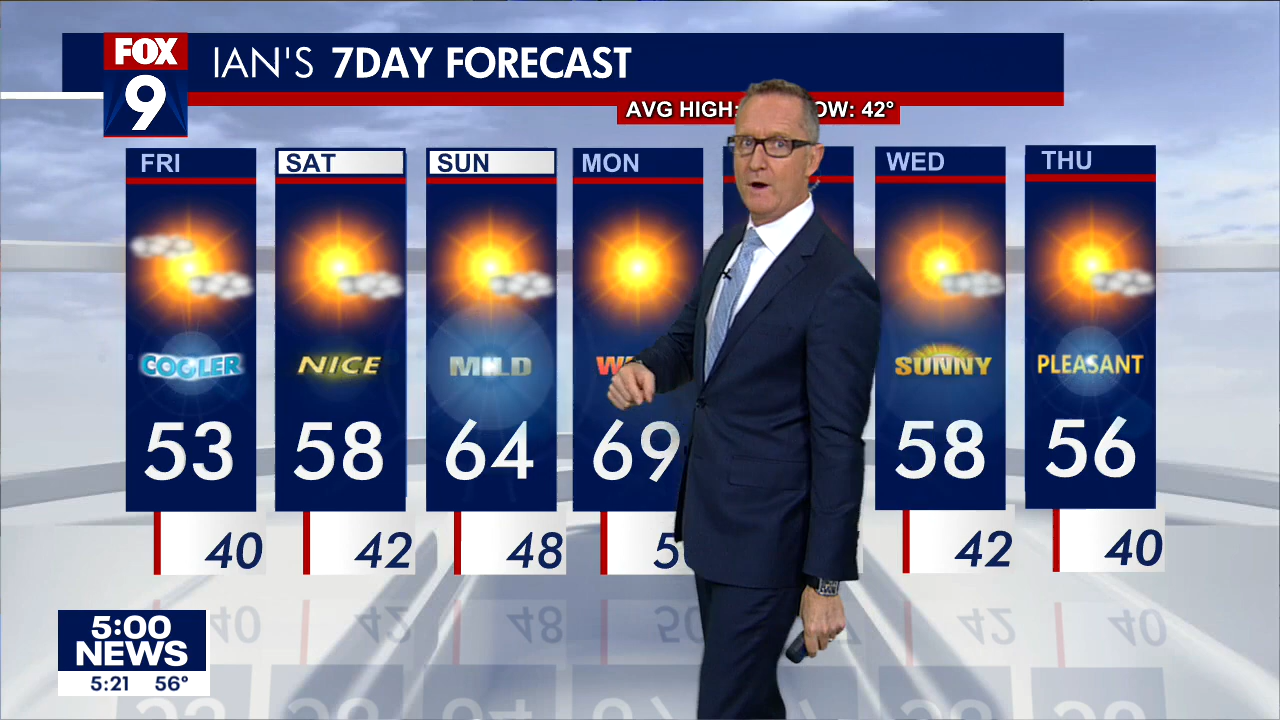 FOX
9
IAN'S 7DAY FORECAST
AVG HIGH: LOW: 42°
FRI SAT SUN MON WED THU
COOLER NICE MILD SUNNY PLEASANT
53 58 64 69 58 56
40 42 48 50 42 40
5:00
NEWS
5:21 56°